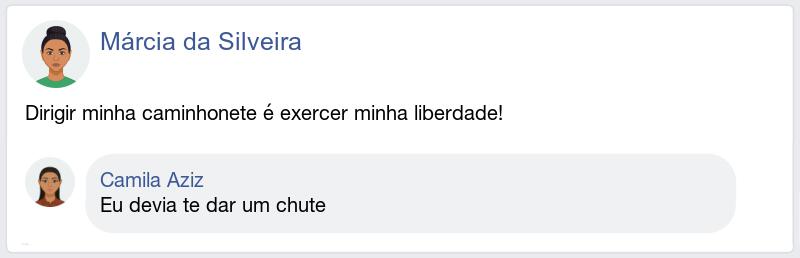 Márcia da Silveira
Dirigir minha caminhonete é exercer minha liberdade!
Camila Aziz
Eu devia te dar um chute